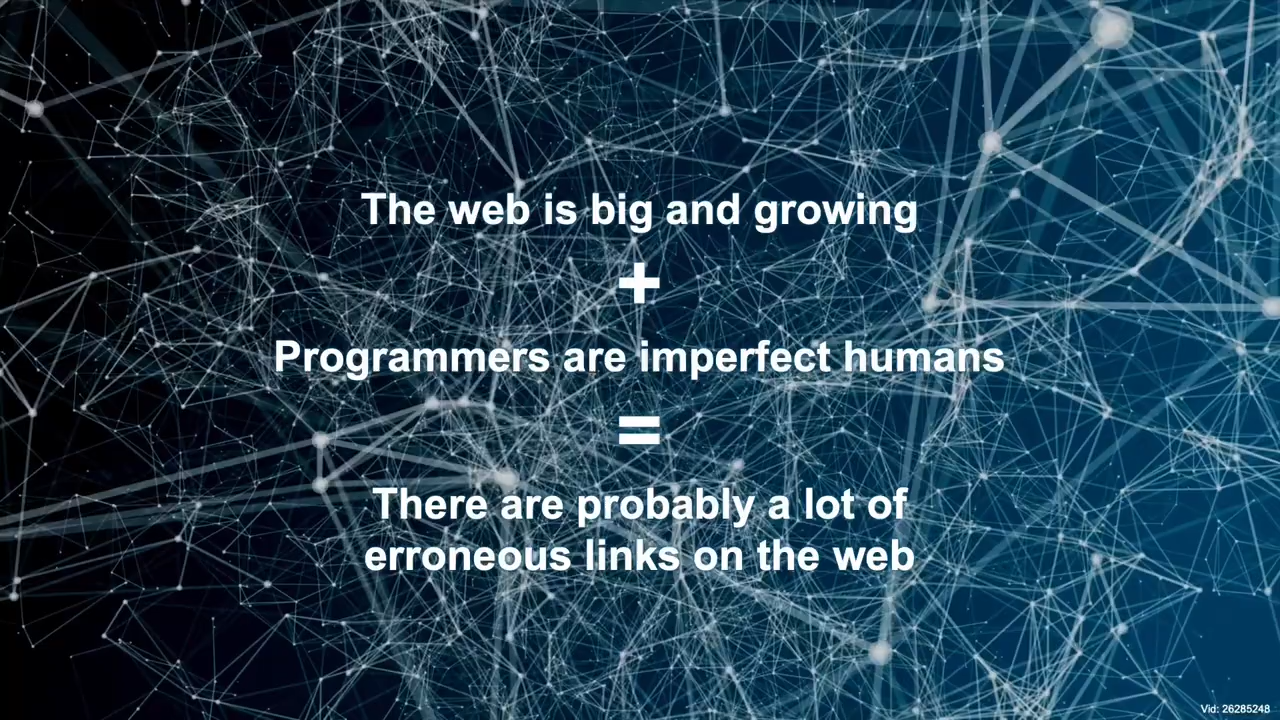 The web is big and growing
+
Programmers are imperfect humans
=
There are probably a lot of
erroneous links on the web
Vid: 26285248